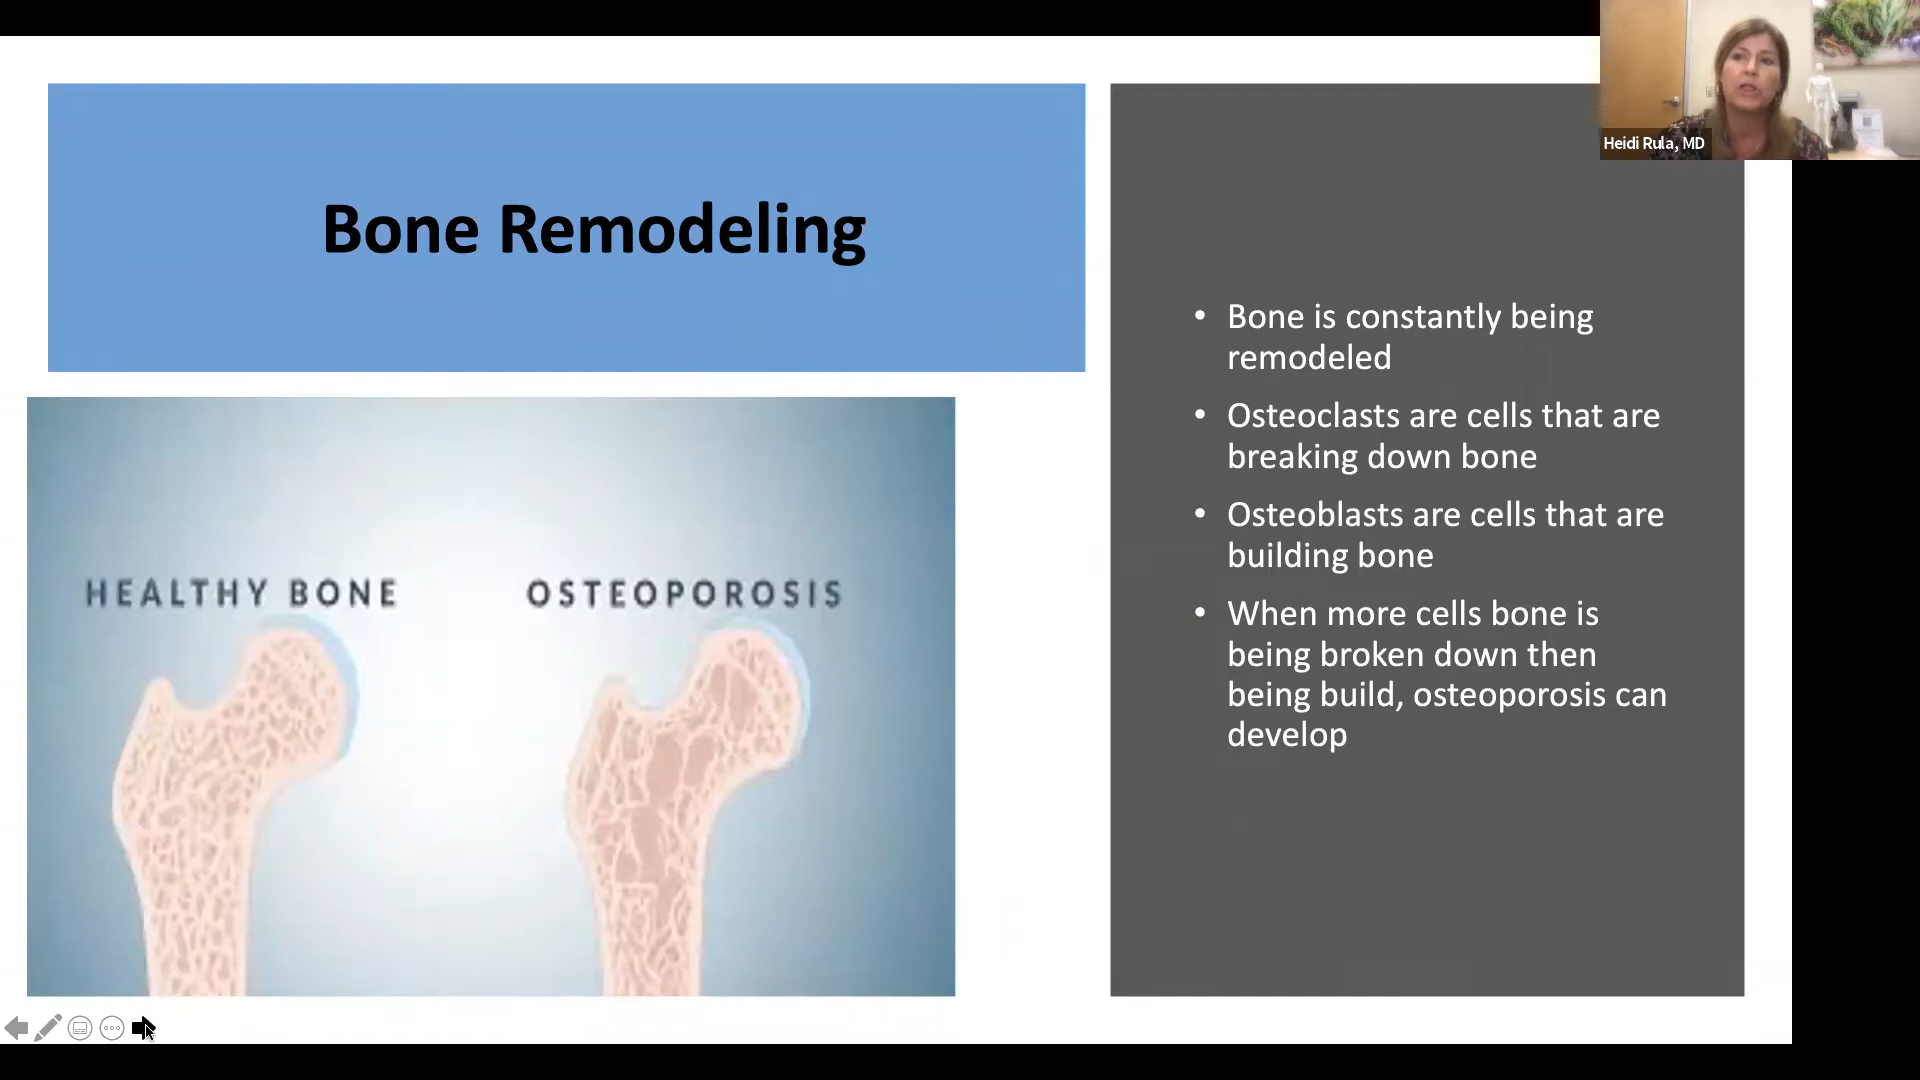 Bone Remodeling
HEALTHY BONE
OSTEOPOROSIS
• Bone is constantly being
remodeled
• Osteoclasts are cells that are
breaking down bone
• Osteoblasts are cells that are
building bone
• When more cells bone is
being broken down then
being build, osteoporosis can
develop
Heidi Rula, MD